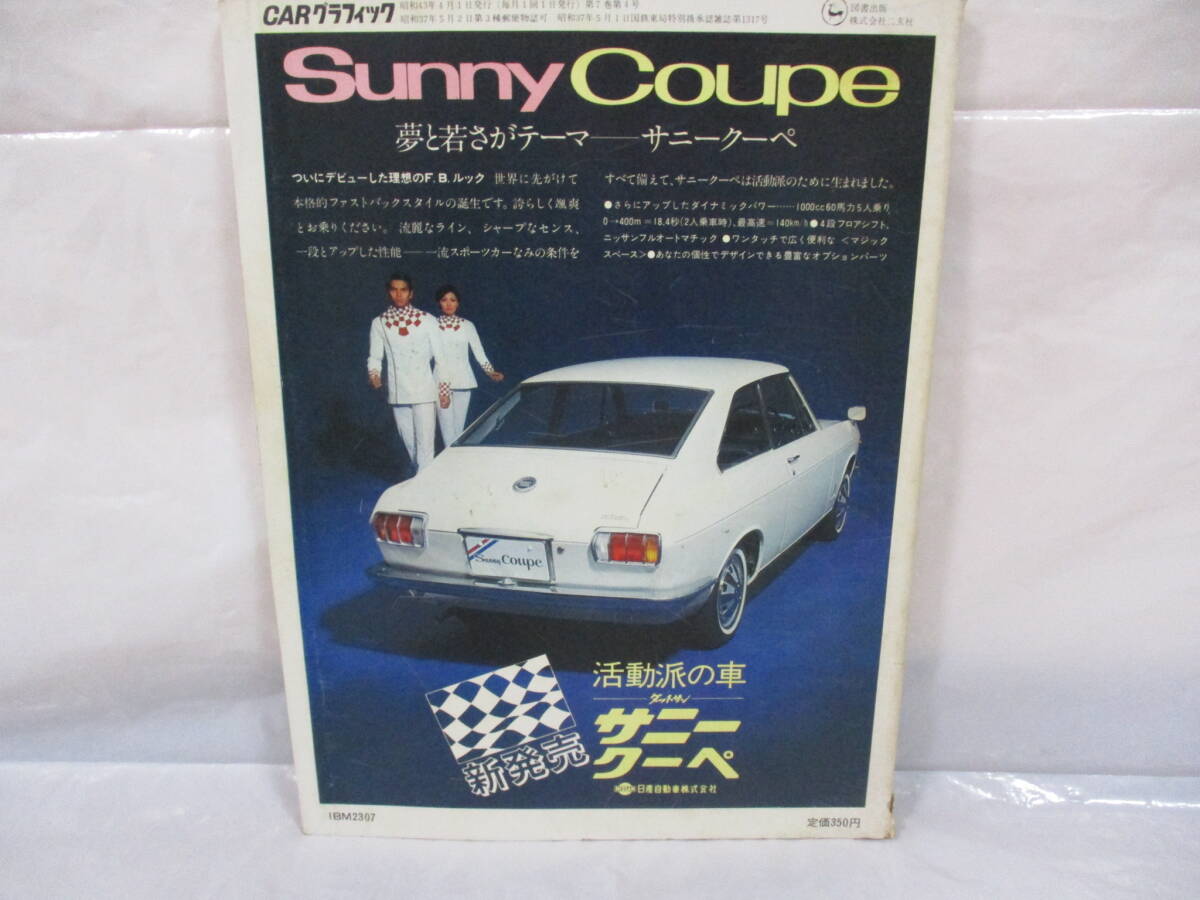 CARグラフィック
昭和43年4月1日発行(毎月1回1日発行)第7巻第4号
昭和37年5月2日第3種郵便物認可 昭和37年5月1日国鉄東局特別扱承認雑誌第1317号
図書出版
株式会社二玄社
Sunny Coupe
夢と若さがテーマ――サニークーペ
ついにデビューした理想のF.B.ルック 世界に先がけて
本格的ファストバックスタイルの誕生です。誇らしく颯爽
とお乗りください。 流麗なライン、シャープなセンス、
一段とアップした性能――一流スポーツカーなみの条件を
すべて備えて、サニークーペは活動派のために生まれました。
●さらにアップしたダイナミックパワー……1000cc60馬力5人乗り
0→400m=18.4秒(2人乗車時)、最高速=140km/h●4段フロアシフト、
ニッサンフルオートマチック ●ワンタッチで広く便利な <マジック
スペース>●あなたの個性でデザインできる豊富なオプションパーツ
Sunny Coupe
活動派の車
ダットサン
サニー
クーペ
新発売
日産自動車株式会社
IBM2307
定価350円